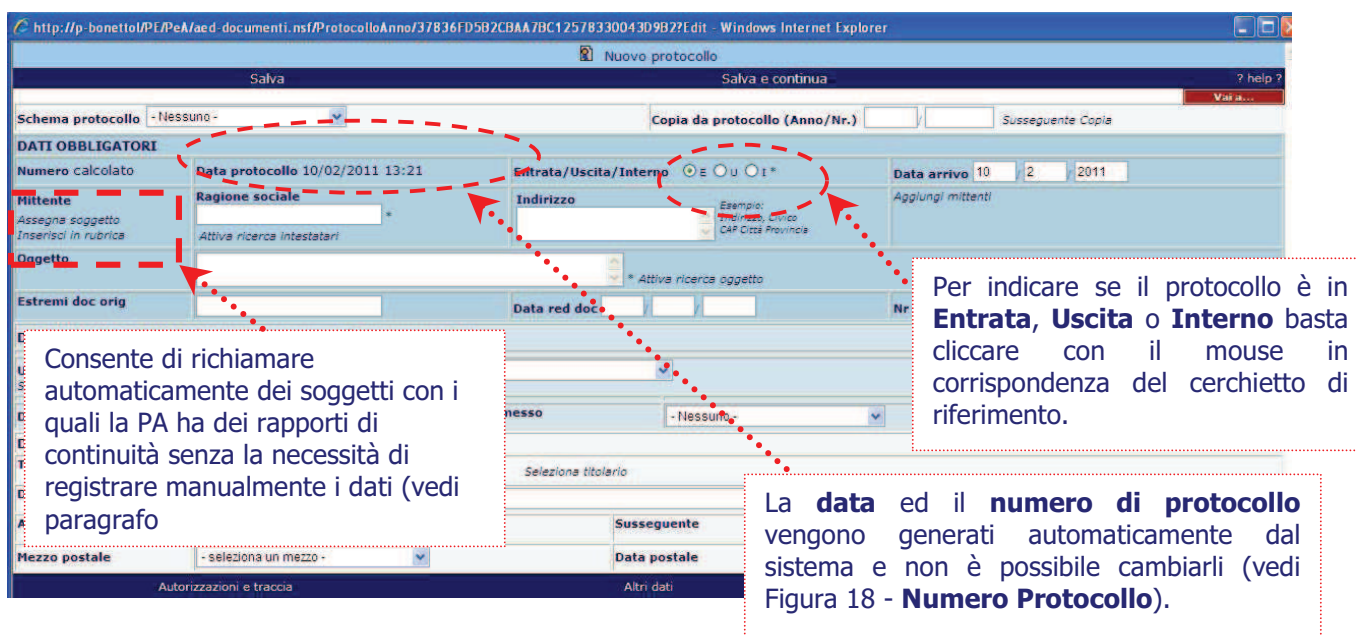 http://p-bonettol/PE/PeA/aed-documenti.nsf/ProtocolloAnno/37836FD5B2CBAA7BC12578330043D9B2?Edit - Windows Internet Explorer
Nuovo protocollo
Salva Salva e continua ? help ?
Vai a...
Schema protocollo - Nessuno - Copia da protocollo (Anno/Nr.) / Susseguente Copia
DATI OBBLIGATORI
Numero calcolato Data protocollo 10/02/2011 13:21 Entrata/Uscita/Interno E U I * Data arrivo 10 / 2 / 2011
Mittente Ragione sociale Indirizzo Esempio: Aggiungi mittenti
Assegna soggetto * Indirizzo, Civico
Inserisci in rubrica Attiva ricerca intestatari CAP Città Provincia
Oggetto * Attiva ricerca oggetto
Estremi doc orig Data red doc / / Nr
Per indicare se il protocollo è in
Entrata, Uscita o Interno basta
cliccare con il mouse in
corrispondenza del cerchietto di
riferimento.
Consente di richiamare
automaticamente dei soggetti con i
quali la PA ha dei rapporti di
continuità senza la necessità di
registrare manualmente i dati (vedi
paragrafo
messo - Nessuno -
Seleziona titolario
Susseguente
Mezzo postale - seleziona un mezzo - Data postale
Autorizzazioni e traccia Altri dati
La data ed il numero di protocollo
vengono generati automaticamente dal
sistema e non è possibile cambiarli (vedi
Figura 18 - Numero Protocollo).